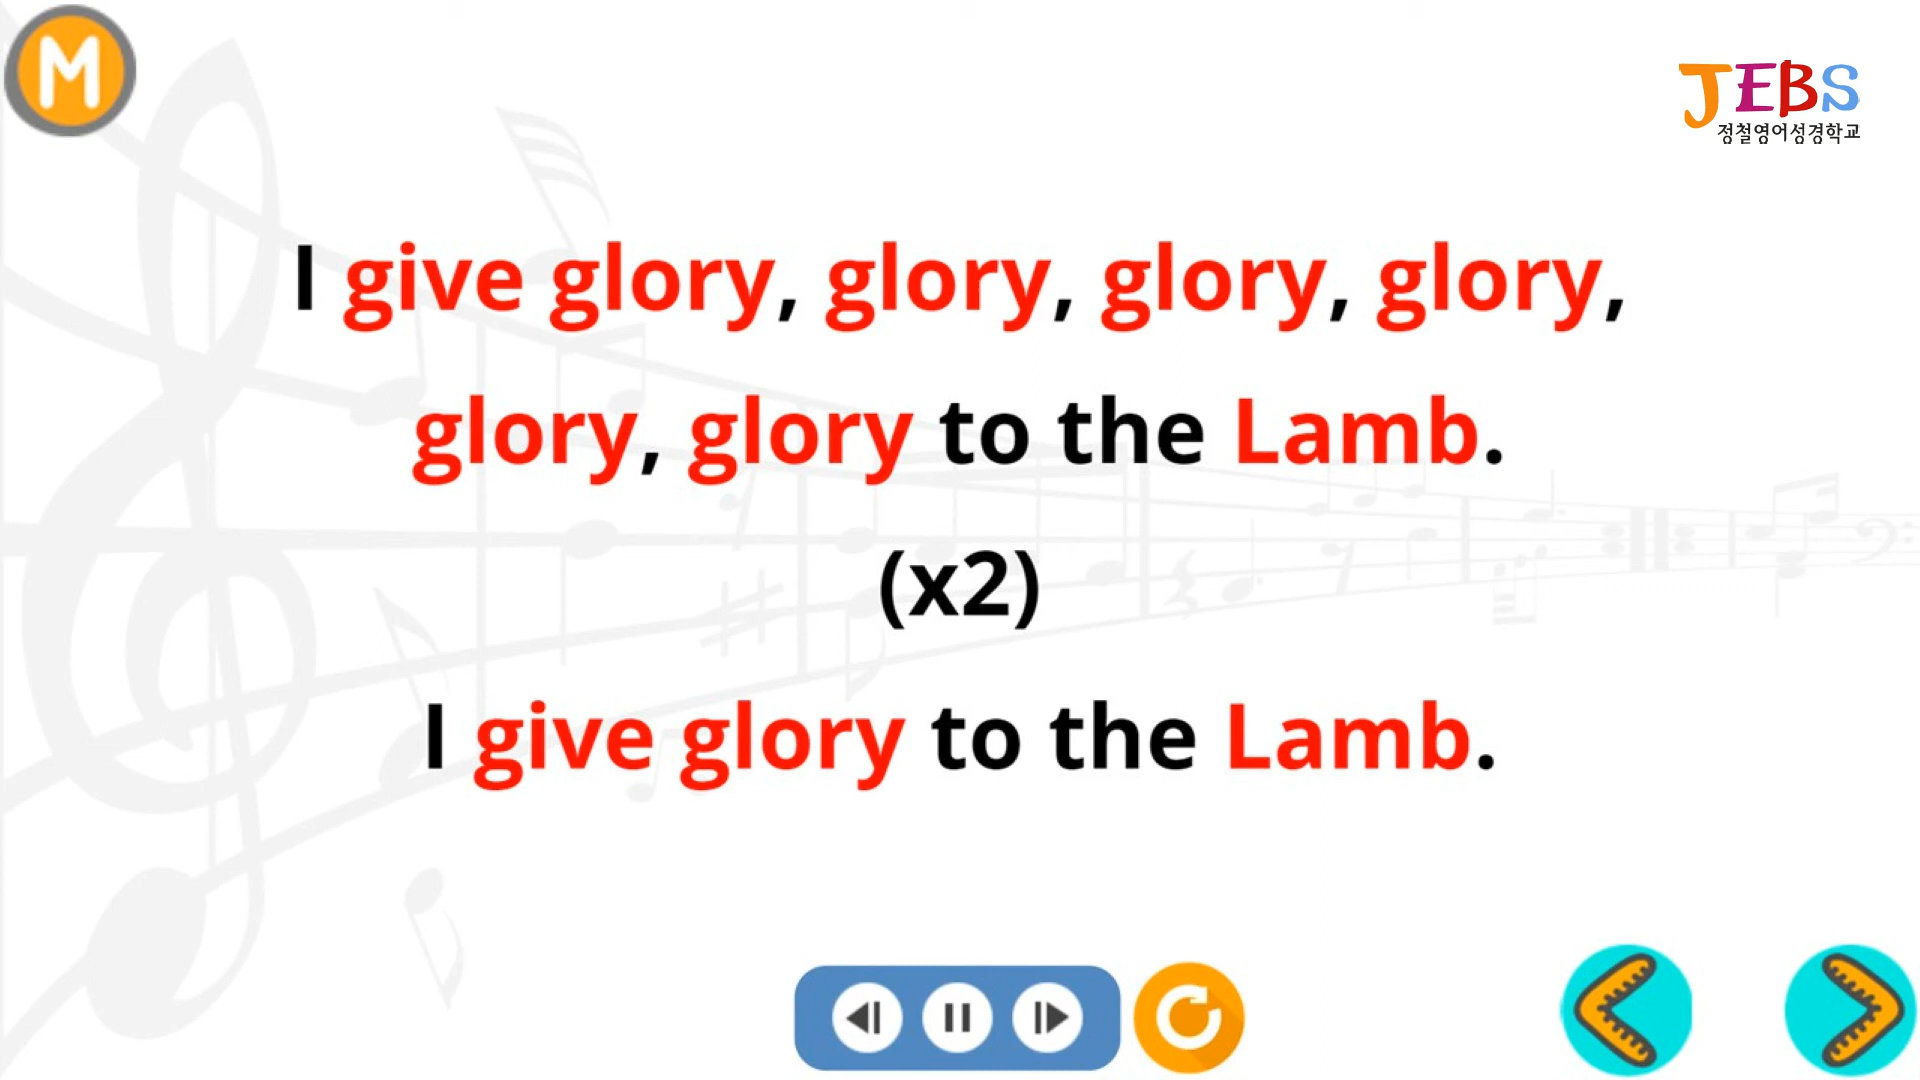 M
JEBS
정철영어성경학교
I give glory, glory, glory, glory,
glory, glory to the Lamb.
(x2)
I give glory to the Lamb.